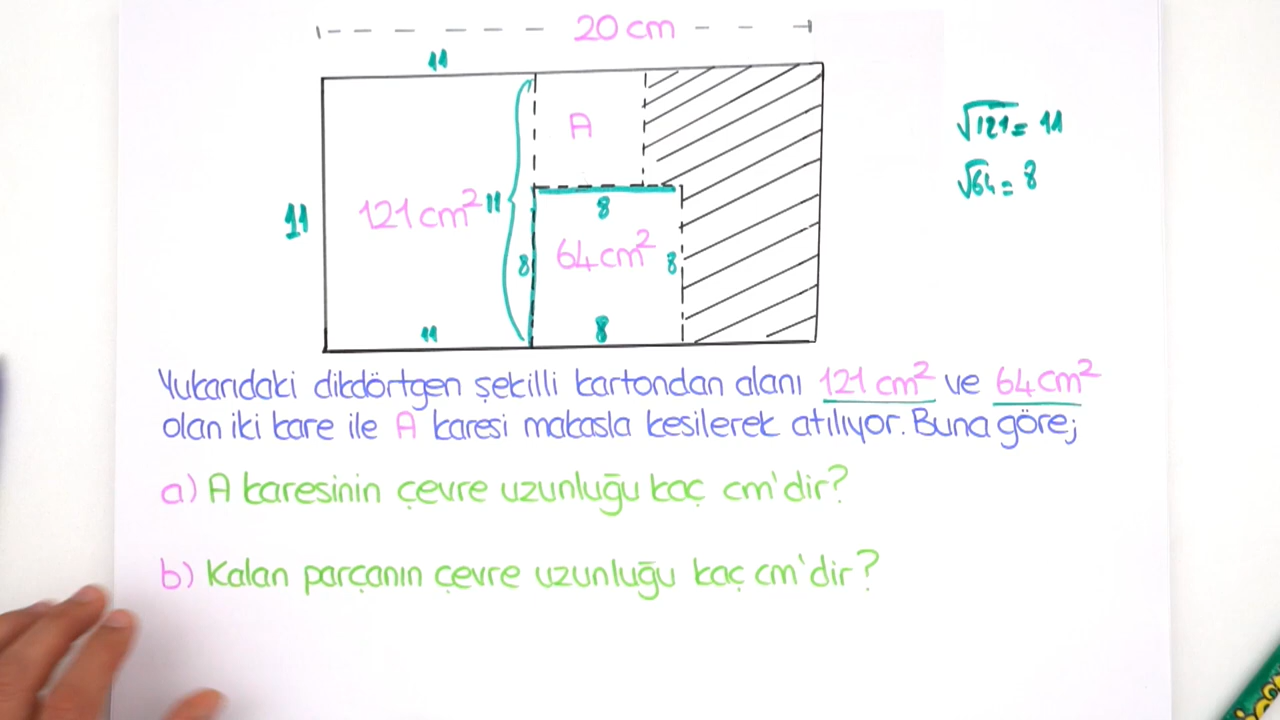 20 cm
11
A
√121 = 11
√64 = 8
11
121 cm²
11
8
8
64 cm²
8
11
8
Yukarıdaki dikdörtgen şekilli kartondan alanı 121 cm² ve 64 cm²
olan iki kare ile A karesi makasla kesilerek atılıyor. Buna göre;
a) A karesinin çevre uzunluğu kaç cm'dir?
b) Kalan parçanın çevre uzunluğu kaç cm'dir?